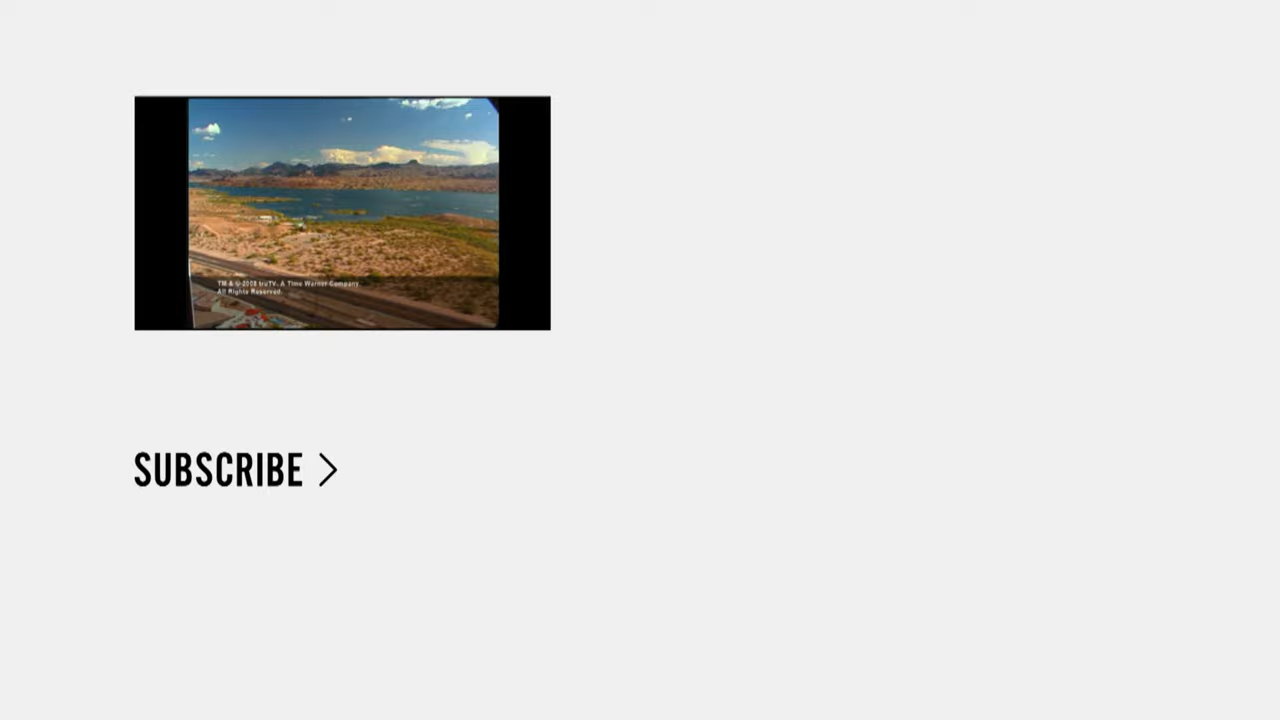 TM & © 2008 truTV. A Time Warner Company.
All Rights Reserved.
SUBSCRIBE >